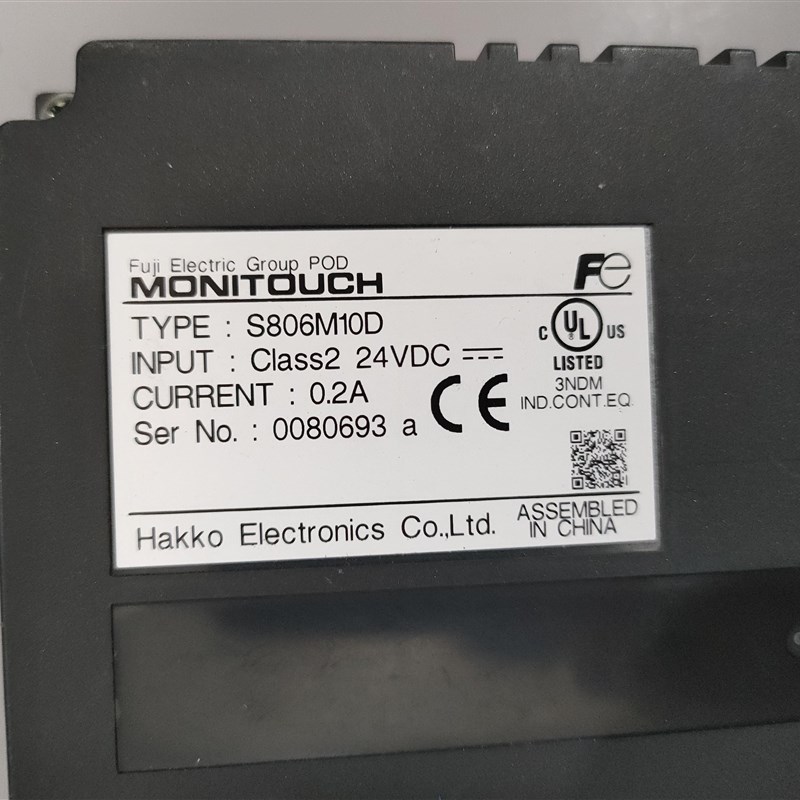 Fuji Electric Group POD
MONITOUCH
Fe
TYPE : S806M10D
INPUT : Class2 24VDC
CURRENT : 0.2A
Ser No. : 0080693 a
CE
C UL US
LISTED
3NDM
IND.CONT.EQ.
Hakko Electronics Co.,Ltd.
ASSEMBLED
IN CHINA